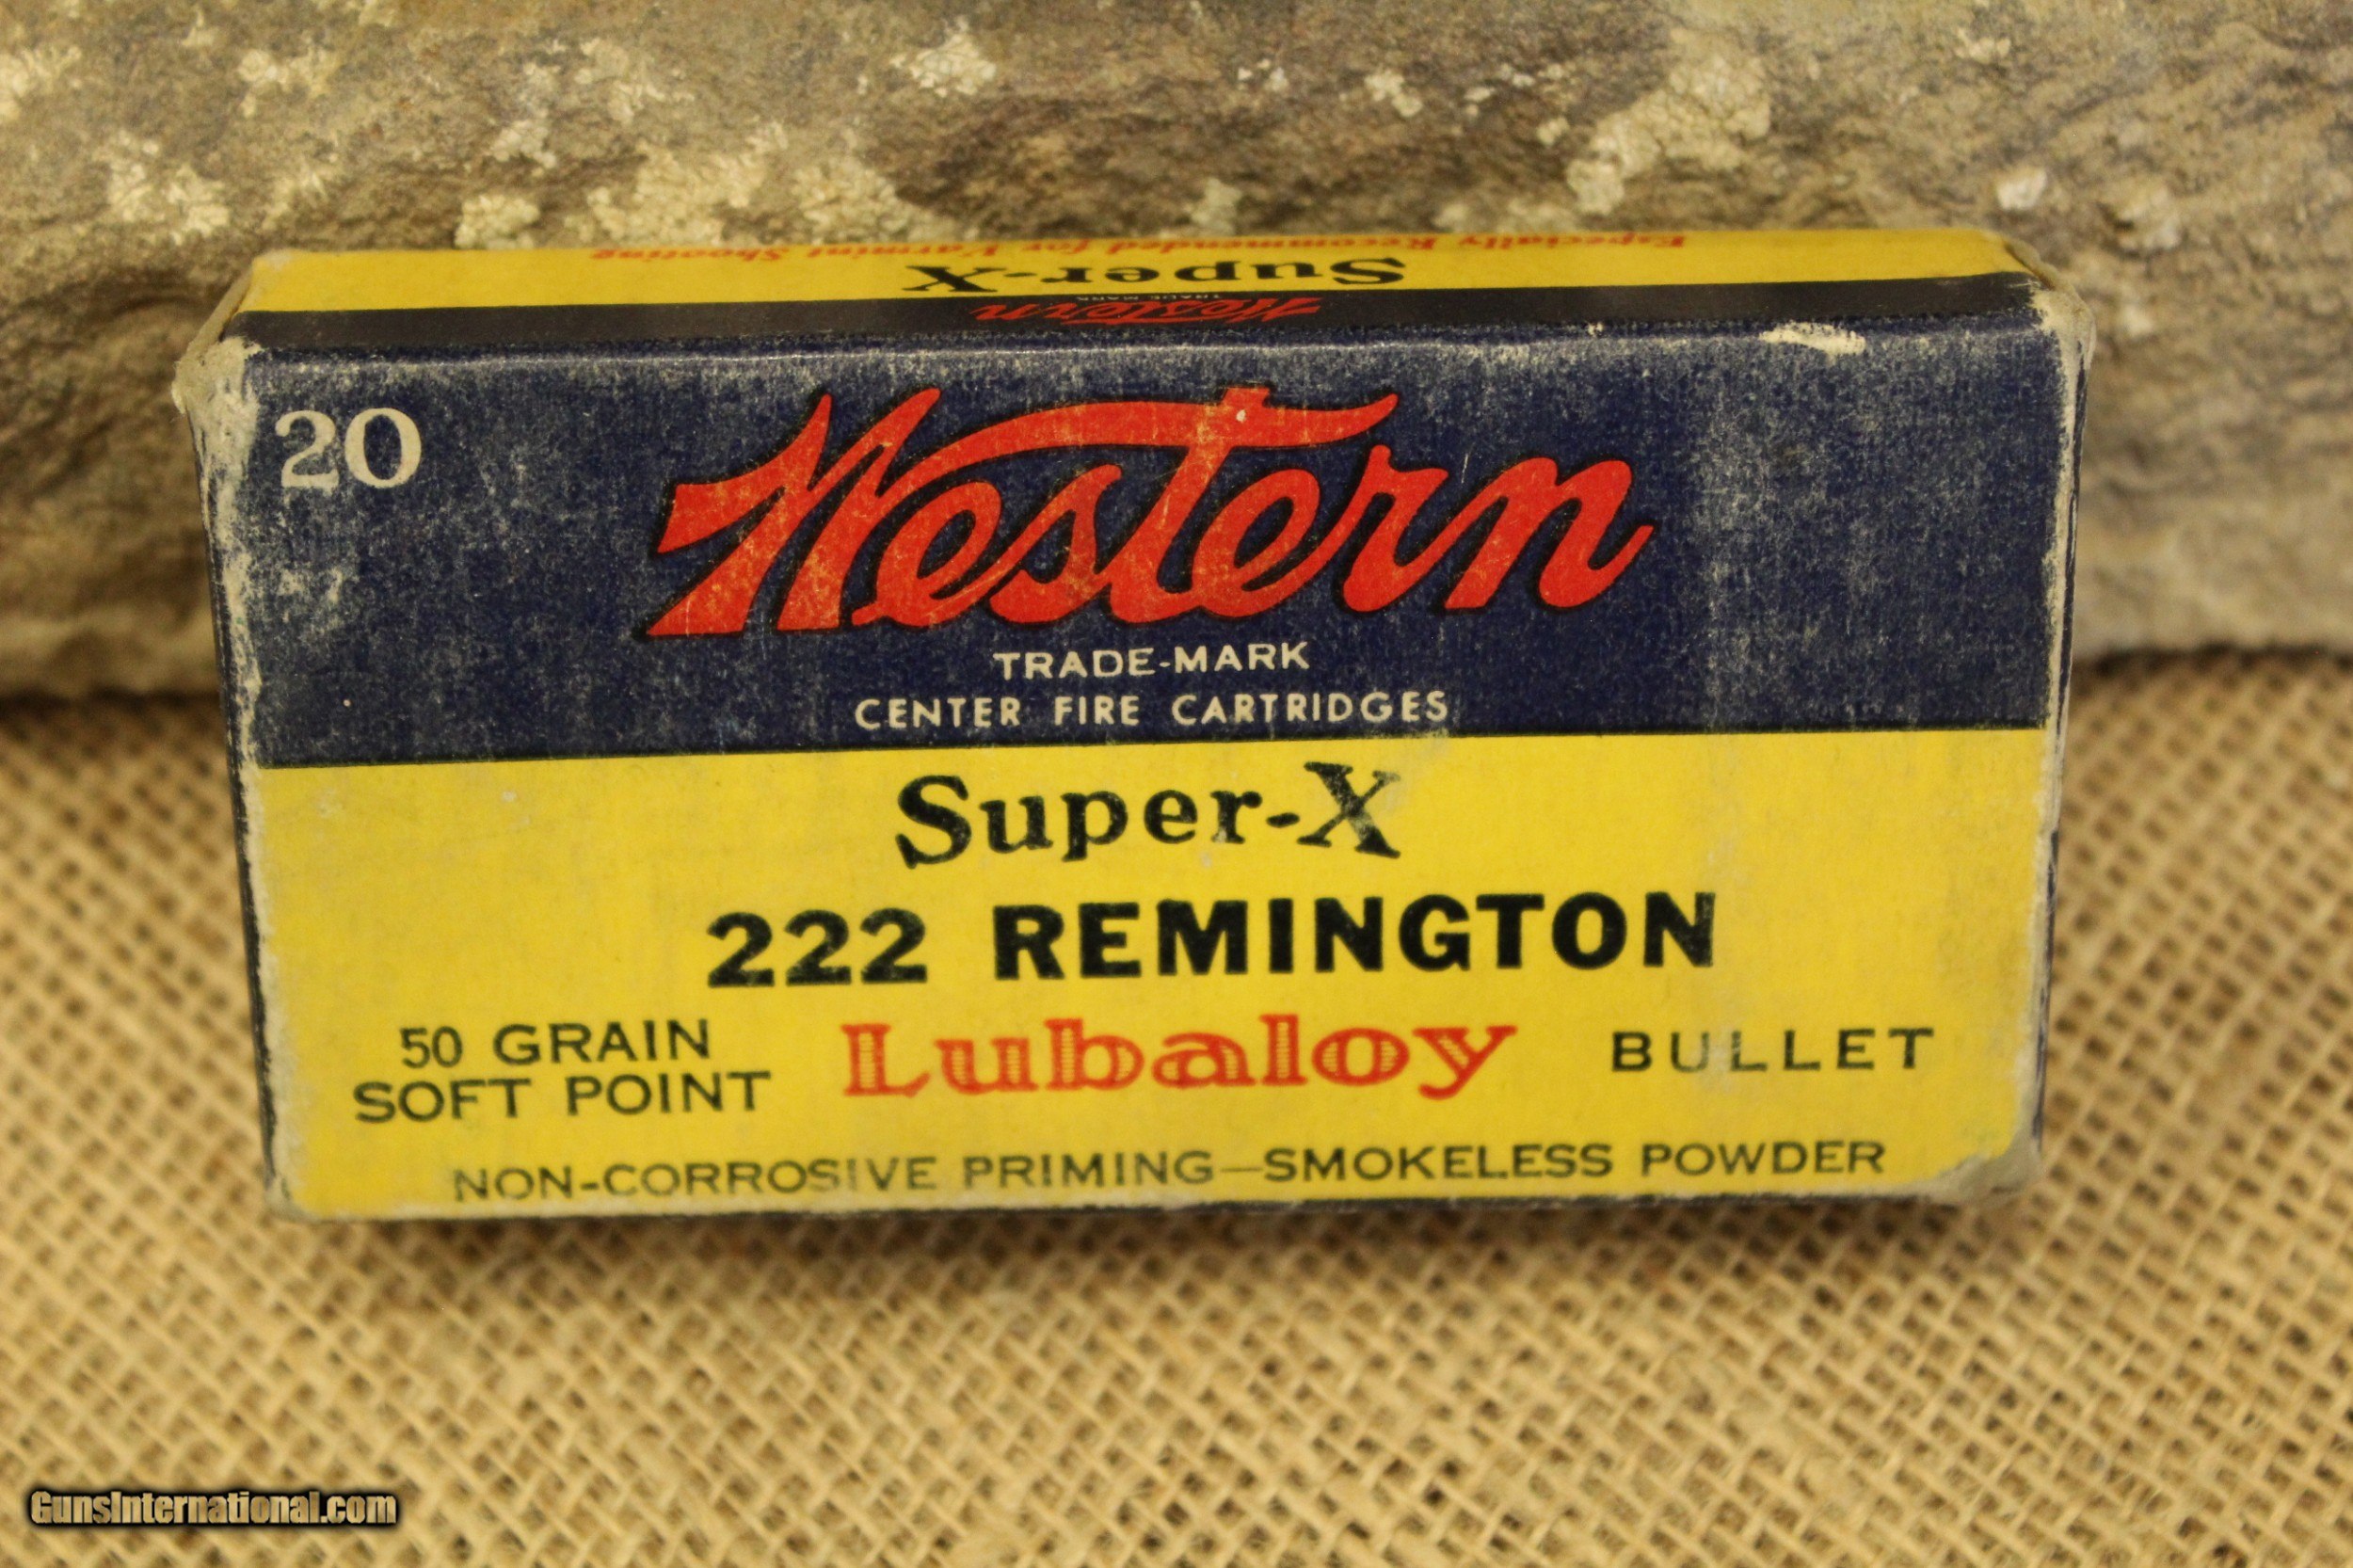 Especially Recommended for Varmint Shooting
Super-X
Western
TRADE MARK
20
Western
TRADE-MARK
CENTER FIRE CARTRIDGES
Super-X
222 REMINGTON
50 GRAIN
SOFT POINT
Lubaloy
BULLET
NON-CORROSIVE PRIMING—SMOKELESS POWDER
GunsInternational.com